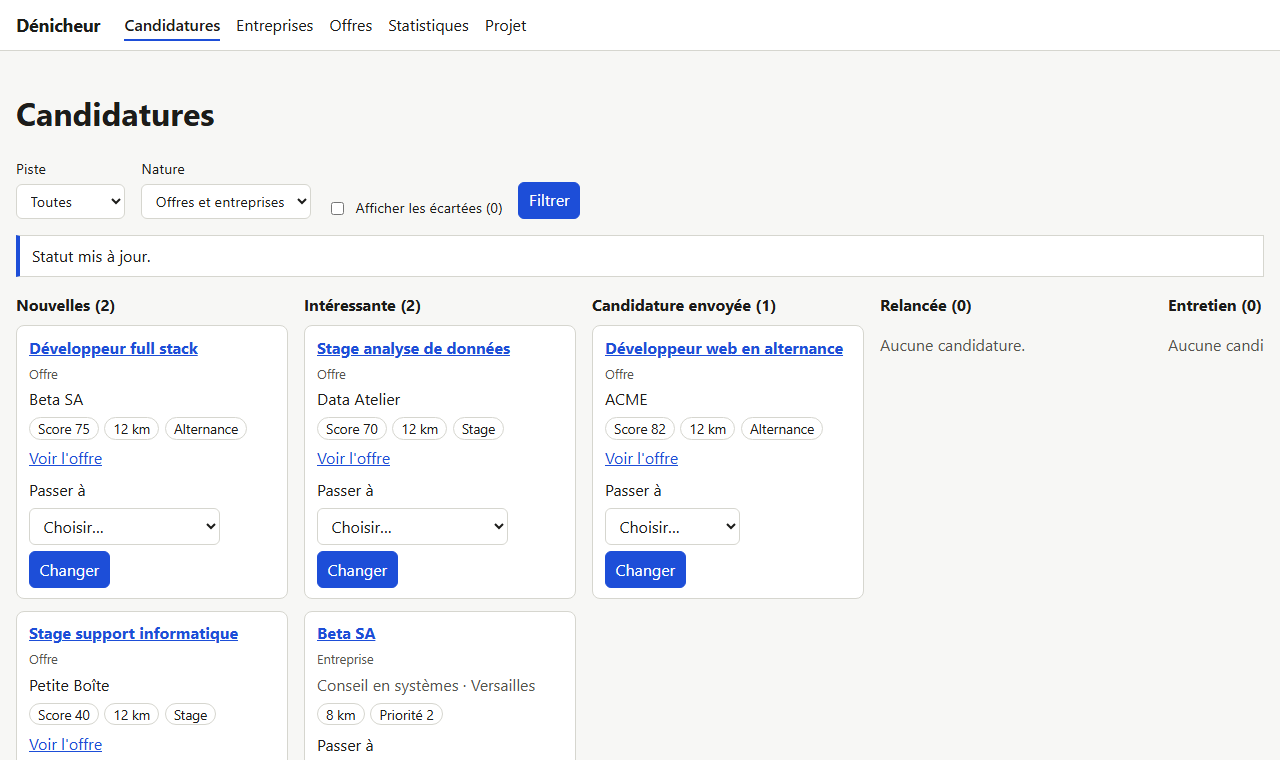 Dénicheur Candidatures Entreprises Offres Statistiques Projet
Candidatures
Piste Nature
Toutes Offres et entreprises Afficher les écartées (0) Filtrer
Statut mis à jour.
Nouvelles (2)
Développeur full stack
Offre
Beta SA
Score 75 12 km Alternance
Voir l'offre
Passer à
Choisir...
Changer
Stage support informatique
Offre
Petite Boîte
Score 40 12 km Stage
Voir l'offre
Intéressante (2)
Stage analyse de données
Offre
Data Atelier
Score 70 12 km Stage
Voir l'offre
Passer à
Choisir...
Changer
Beta SA
Entreprise
Conseil en systèmes · Versailles
8 km Priorité 2
Passer à
Candidature envoyée (1)
Développeur web en alternance
Offre
ACME
Score 82 12 km Alternance
Voir l'offre
Passer à
Choisir...
Changer
Relancée (0)
Aucune candidature.
Entretien (0)
Aucune candi